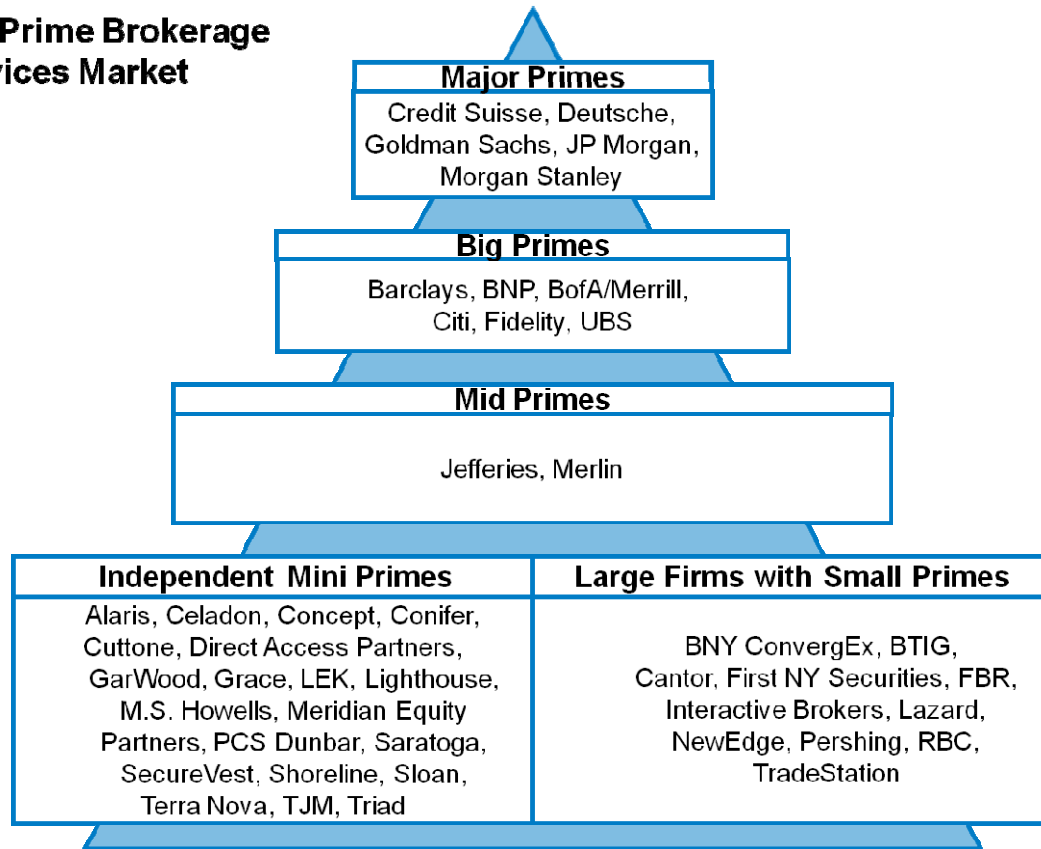 Prime Brokerage
vices Market
Major Primes
Credit Suisse, Deutsche,
Goldman Sachs, JP Morgan,
Morgan Stanley
Big Primes
Barclays, BNP, BofA/Merrill,
Citi, Fidelity, UBS
Mid Primes
Jefferies, Merlin
Independent Mini Primes
Alaris, Celadon, Concept, Conifer,
Cuttone, Direct Access Partners,
GarWood, Grace, LEK, Lighthouse,
M.S. Howells, Meridian Equity
Partners, PCS Dunbar, Saratoga,
SecureVest, Shoreline, Sloan,
Terra Nova, TJM, Triad
Large Firms with Small Primes
BNY ConvergEx, BTIG,
Cantor, First NY Securities, FBR,
Interactive Brokers, Lazard,
NewEdge, Pershing, RBC,
TradeStation